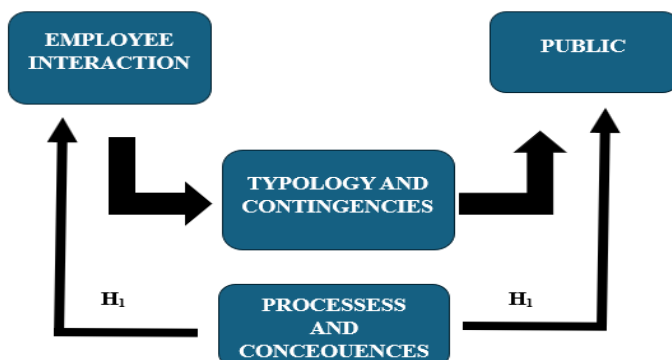 EMPLOYEE
INTERACTION
PUBLIC
TYPOLOGY AND
CONTINGENCIES
H₁
H₁
PROCESSESS
AND
CONCEQUENCES